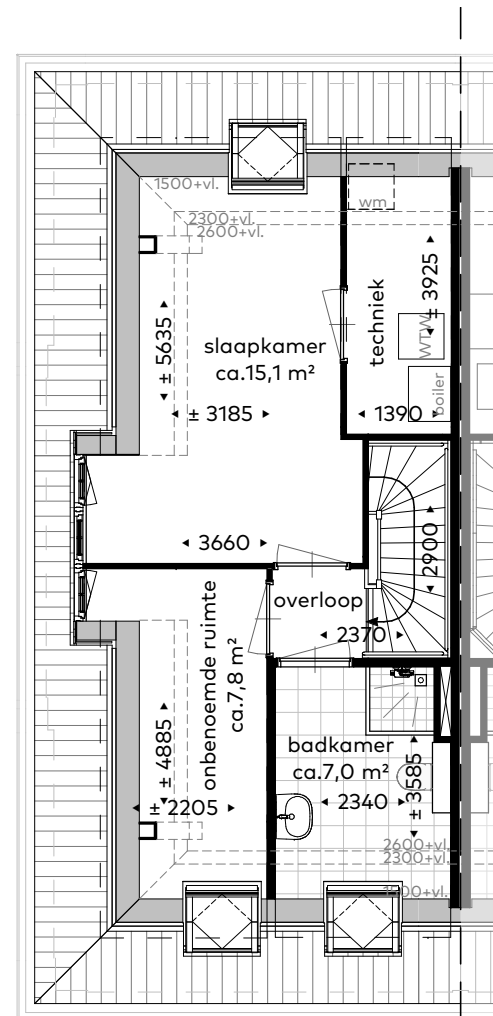 1500+vl.
2300+vl.
2600+vl.
wm
± 3925
techniek
WTW
± 5635
slaapkamer
ca.15,1 m²
boiler
± 3185
1390
2900
3660
overloop
2370
onbenoemde ruimte
ca.7,8 m²
badkamer
ca.7,0 m²
± 4885
± 3585
± 2205
2340
2600+vl.
2300+vl.
1500+vl.